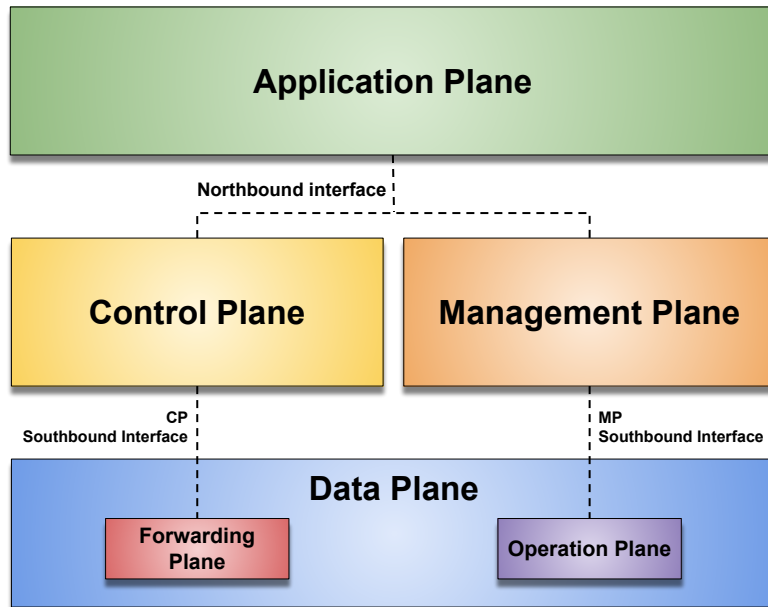 Application Plane
Northbound interface
Control Plane
Management Plane
CP
Southbound Interface
MP
Southbound Interface
Data Plane
Forwarding
Plane
Operation Plane